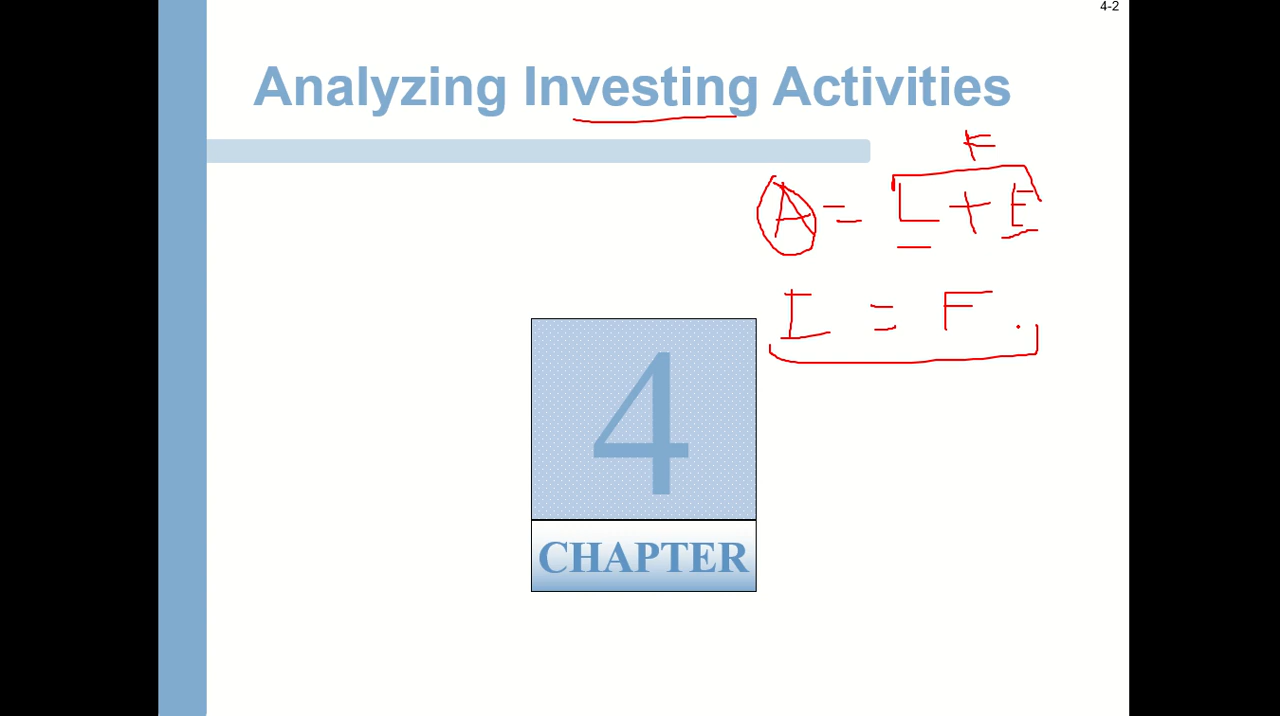 4-2
Analyzing Investing Activities
F
A = L + E
I = F.
4
CHAPTER